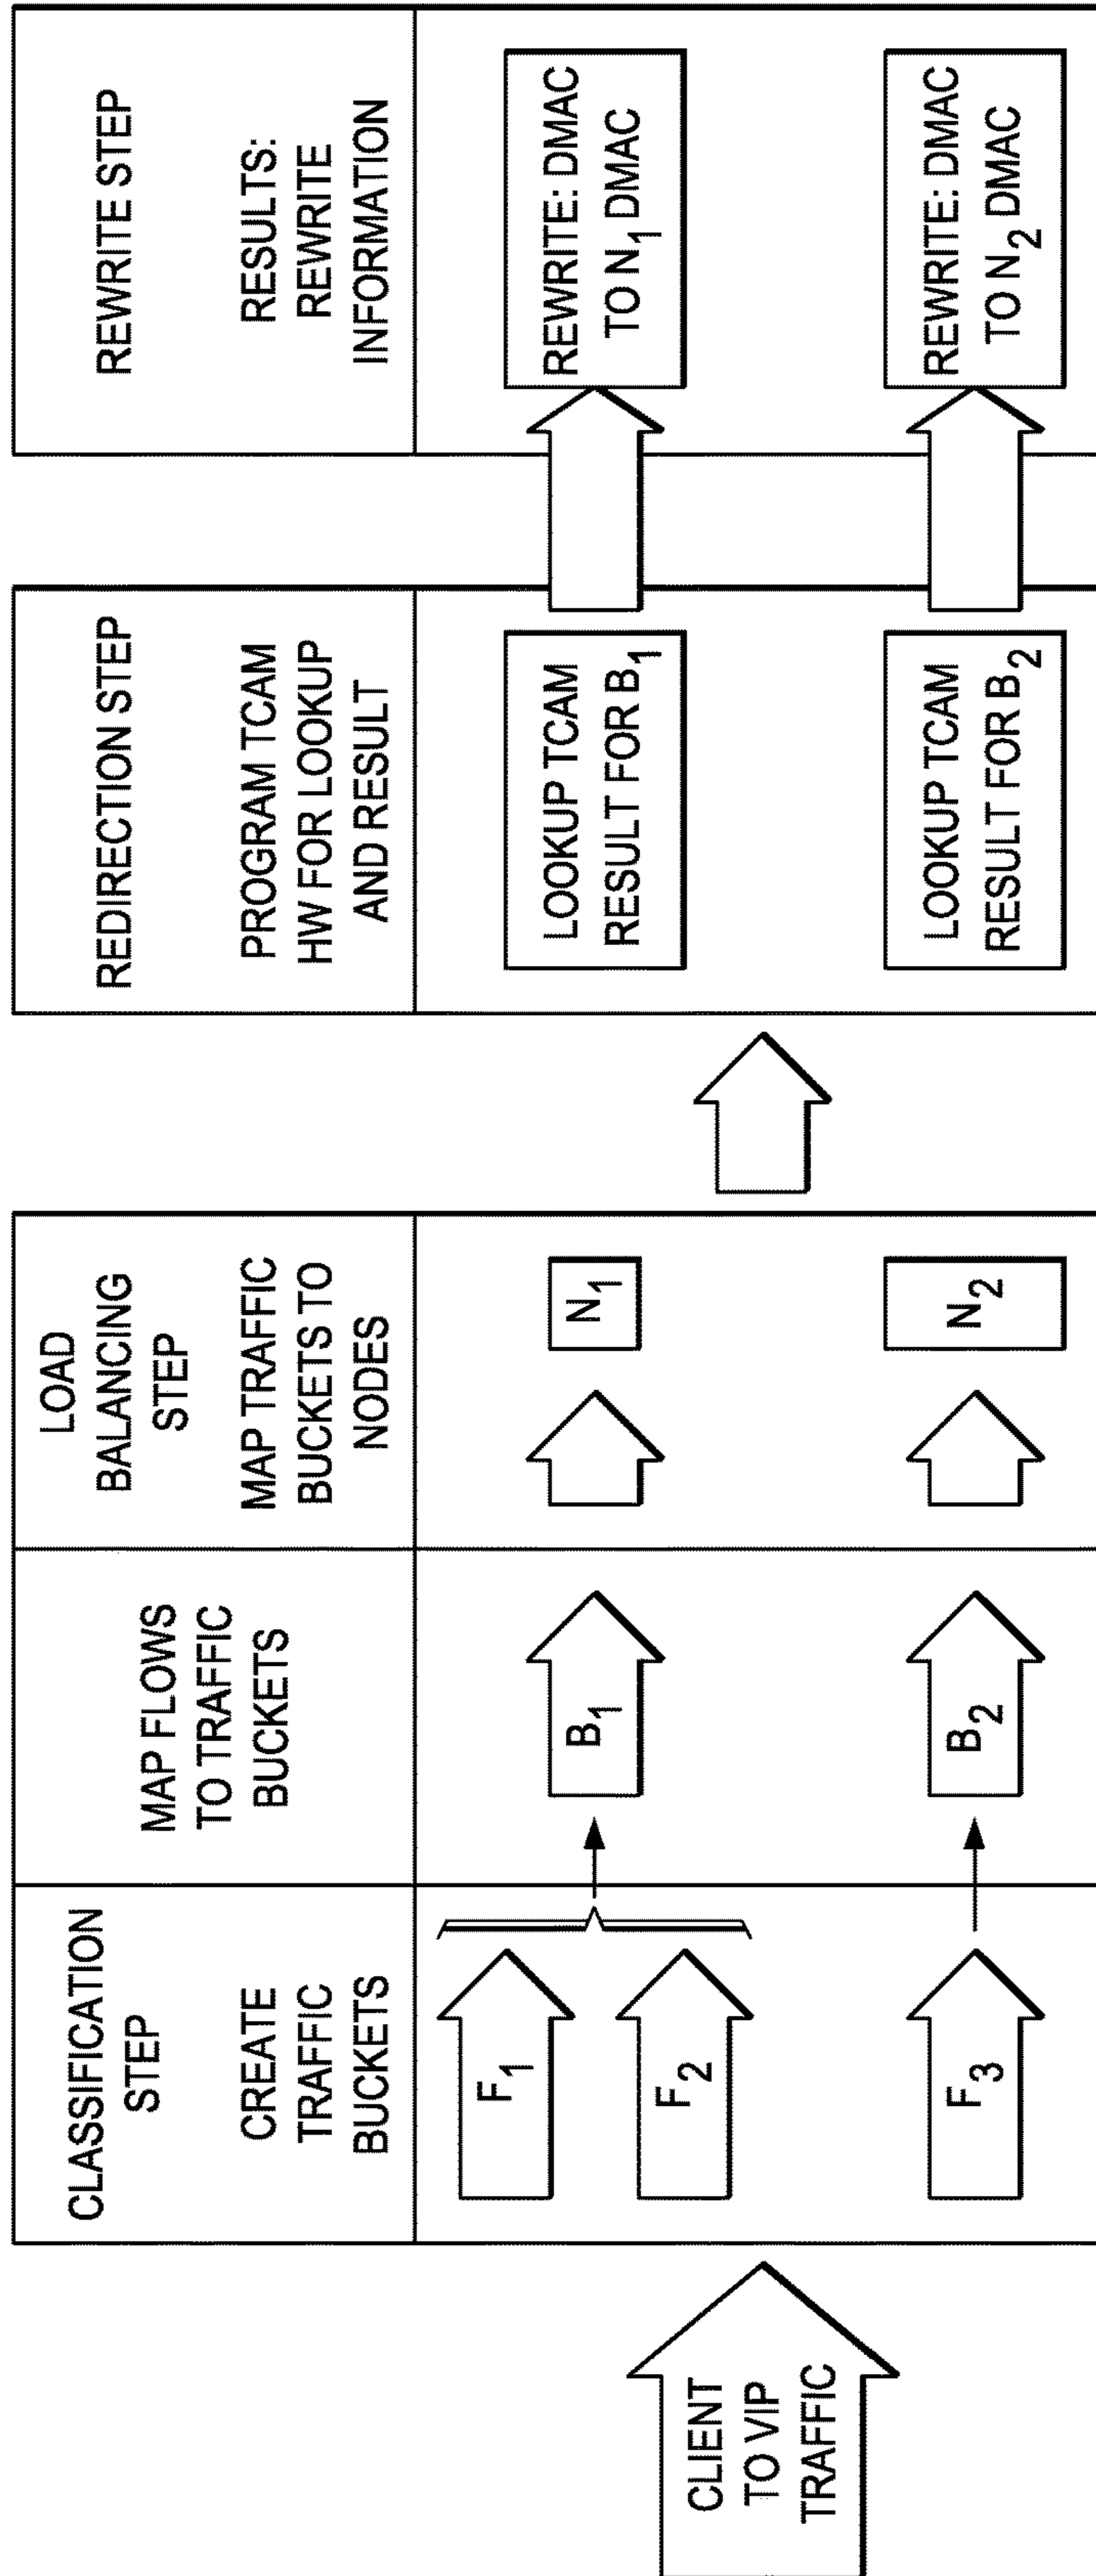 CLIENT
TO VIP
TRAFFIC
CLASSIFICATION
STEP
CREATE
TRAFFIC
BUCKETS
F1
F2
F3
MAP FLOWS
TO TRAFFIC
BUCKETS
B1
B2
LOAD
BALANCING
STEP
MAP TRAFFIC
BUCKETS TO
NODES
N1
N2
REDIRECTION STEP
PROGRAM TCAM
HW FOR LOOKUP
AND RESULT
LOOKUP TCAM
RESULT FOR B1
LOOKUP TCAM
RESULT FOR B2
REWRITE STEP
RESULTS:
REWRITE
INFORMATION
REWRITE: DMAC
TO N1 DMAC
REWRITE: DMAC
TO N2 DMAC